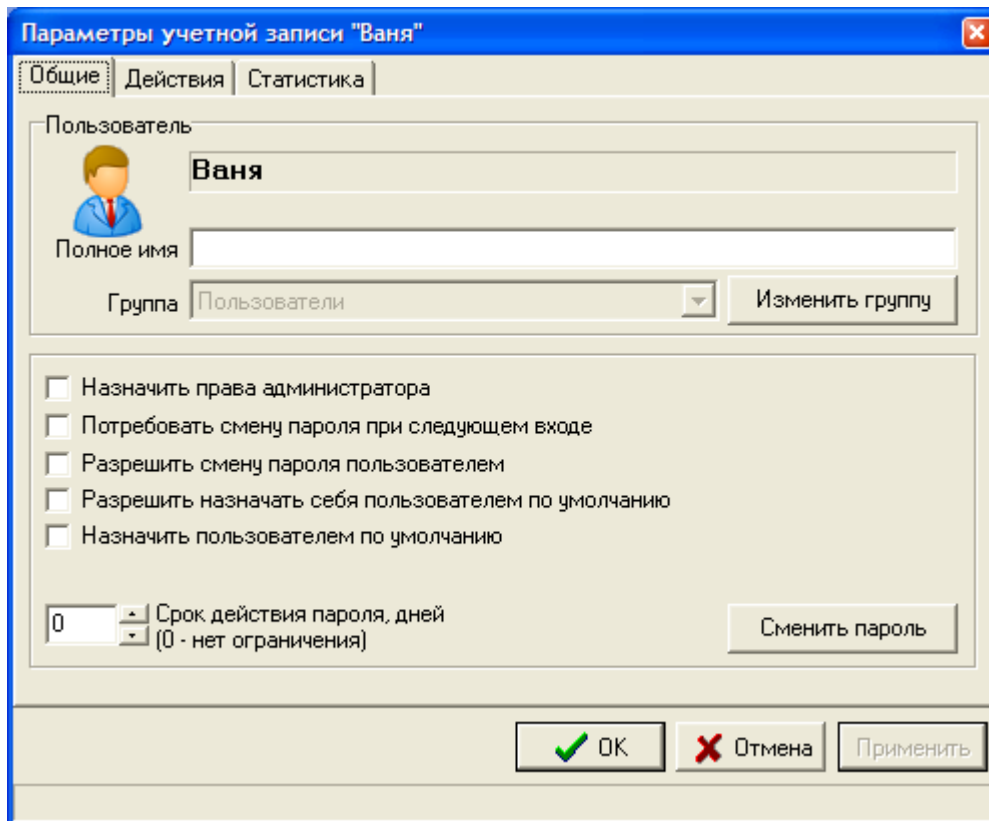 Параметры учетной записи "Ваня"
Общие Действия Статистика
Пользователь
Ваня
Полное имя
Группа Пользователи Изменить группу
Назначить права администратора
Потребовать смену пароля при следующем входе
Разрешить смену пароля пользователем
Разрешить назначать себя пользователем по умолчанию
Назначить пользователем по умолчанию
0 Срок действия пароля, дней
(0 - нет ограничения)
Сменить пароль
OK Отмена Применить